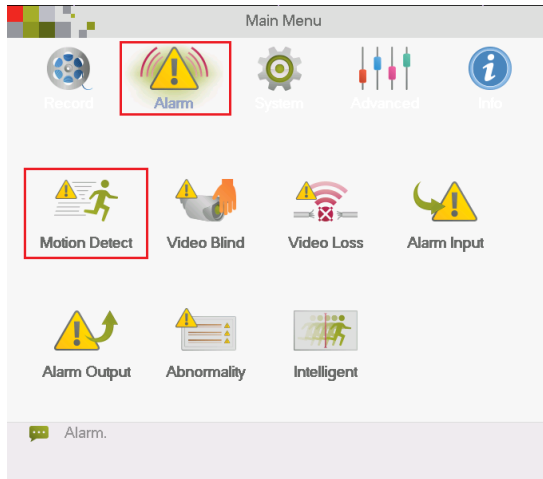 Main Menu
Record Alarm System Advanced Info
Motion Detect Video Blind Video Loss Alarm Input
Alarm Output Abnormality Intelligent
Alarm.